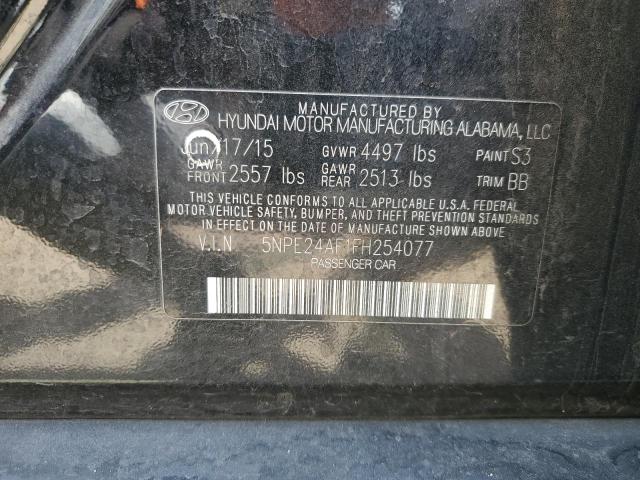 MANUFACTURED BY
HYUNDAI MOTOR MANUFACTURING ALABAMA, LLC
Jun/17/15 GVWR 4497 lbs PAINT S3
GAWR FRONT 2557 lbs GAWR REAR 2513 lbs TRIM BB
THIS VEHICLE CONFORMS TO ALL APPLICABLE U.S.A. FEDERAL
MOTOR VEHICLE SAFETY, BUMPER, AND THEFT PREVENTION STANDARDS
IN EFFECT ON THE DATE OF MANUFACTURE SHOWN ABOVE.
V.I.N 5NPE24AF1FH254077
PASSENGER CAR